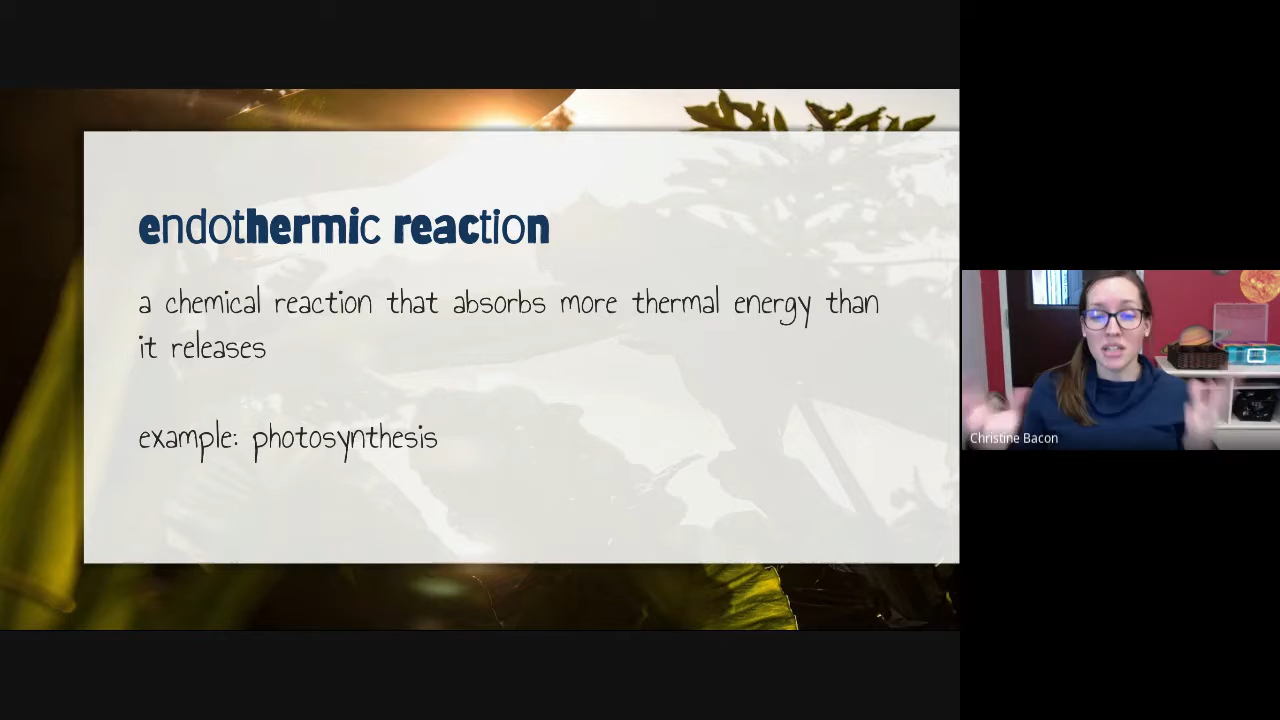 endothermic reaction
a chemical reaction that absorbs more thermal energy than
it releases
example: photosynthesis
Christine Bacon